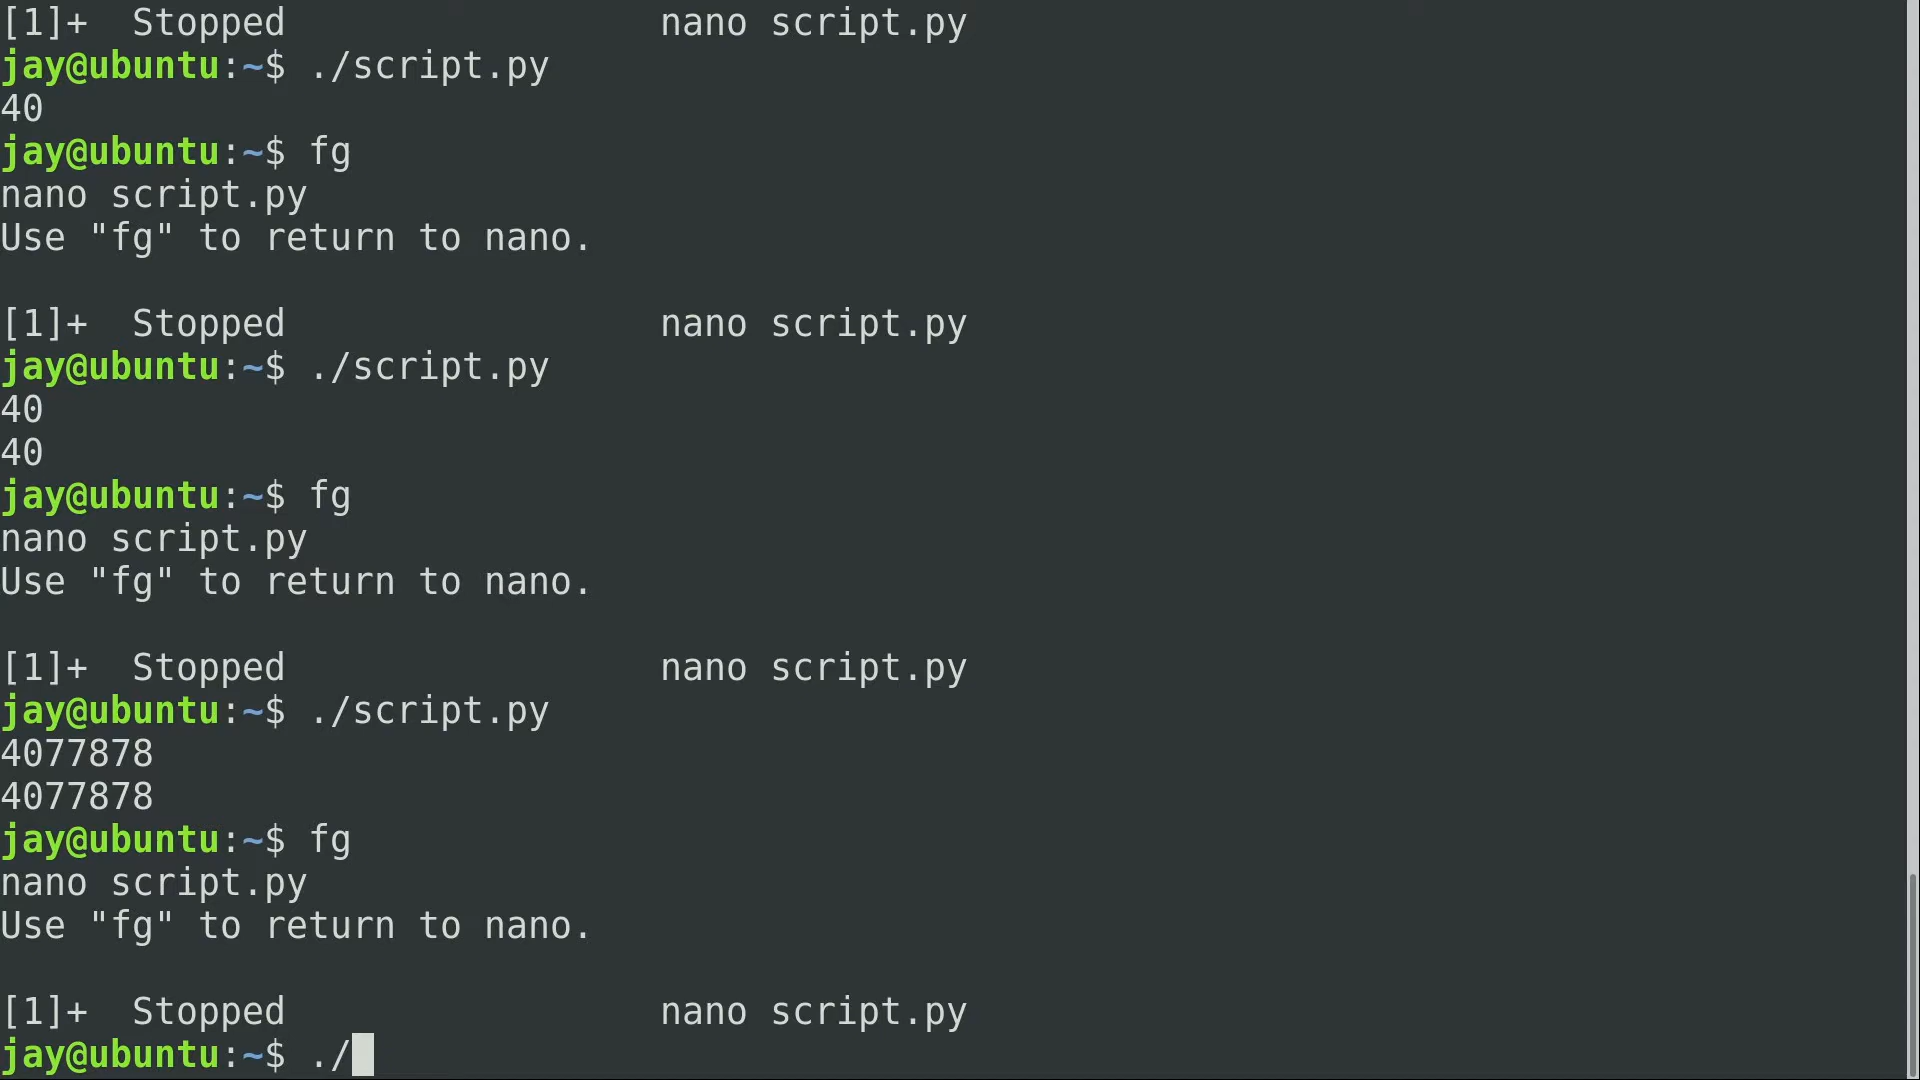 [1]+  Stopped                 nano script.py
jay@ubuntu:~$ ./script.py
40
jay@ubuntu:~$ fg
nano script.py
Use "fg" to return to nano.

[1]+  Stopped                 nano script.py
jay@ubuntu:~$ ./script.py
40
40
jay@ubuntu:~$ fg
nano script.py
Use "fg" to return to nano.

[1]+  Stopped                 nano script.py
jay@ubuntu:~$ ./script.py
4077878
4077878
jay@ubuntu:~$ fg
nano script.py
Use "fg" to return to nano.

[1]+  Stopped                 nano script.py
jay@ubuntu:~$ ./